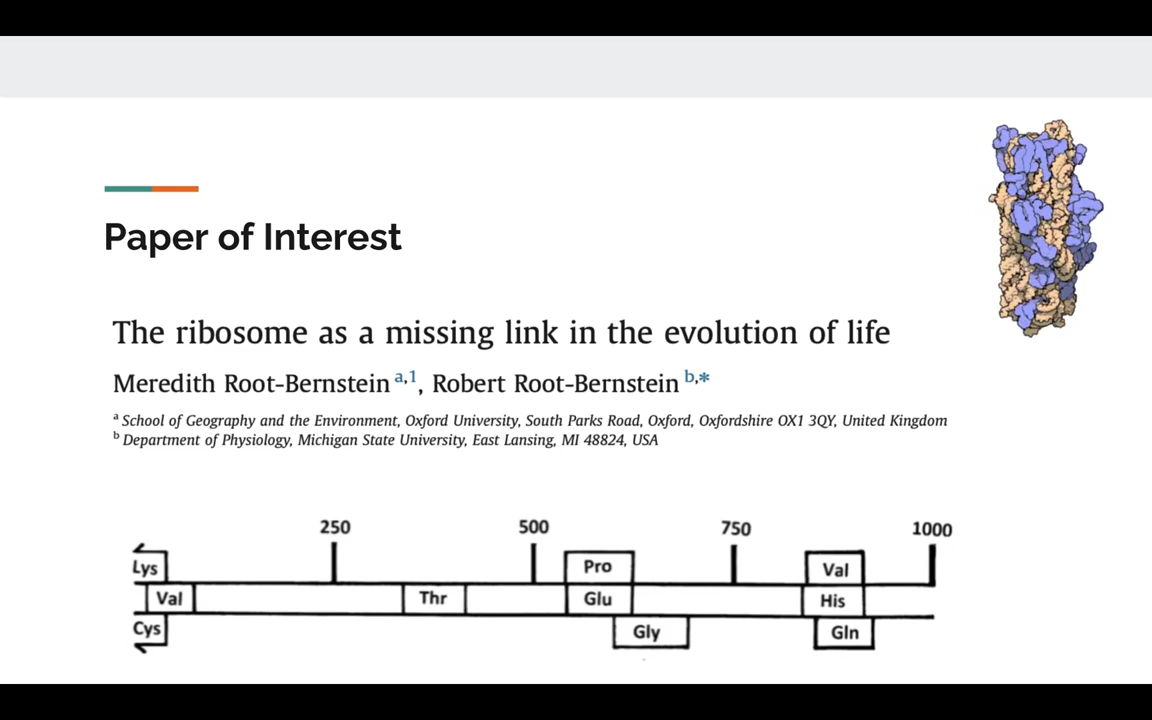 Paper of Interest
The ribosome as a missing link in the evolution of life
Meredith Root-Bernstein a,1, Robert Root-Bernstein b,*
a School of Geography and the Environment, Oxford University, South Parks Road, Oxford, Oxfordshire OX1 3QY, United Kingdom
b Department of Physiology, Michigan State University, East Lansing, MI 48824, USA
250 500 750 1000
Lys Pro Val
Val Thr Glu His
Cys Gly Gln